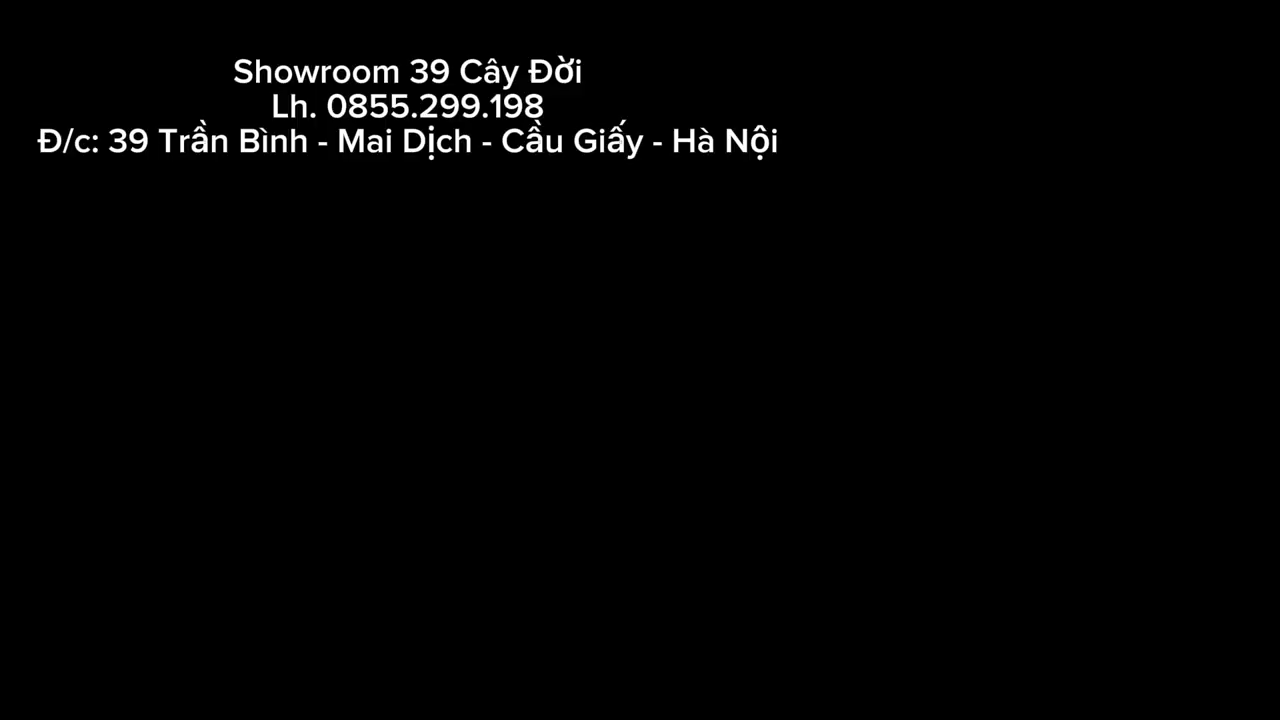 Showroom 39 Cây Đời
Lh. 0855.299.198
Đ/c: 39 Trần Bình - Mai Dịch - Cầu Giấy - Hà Nội